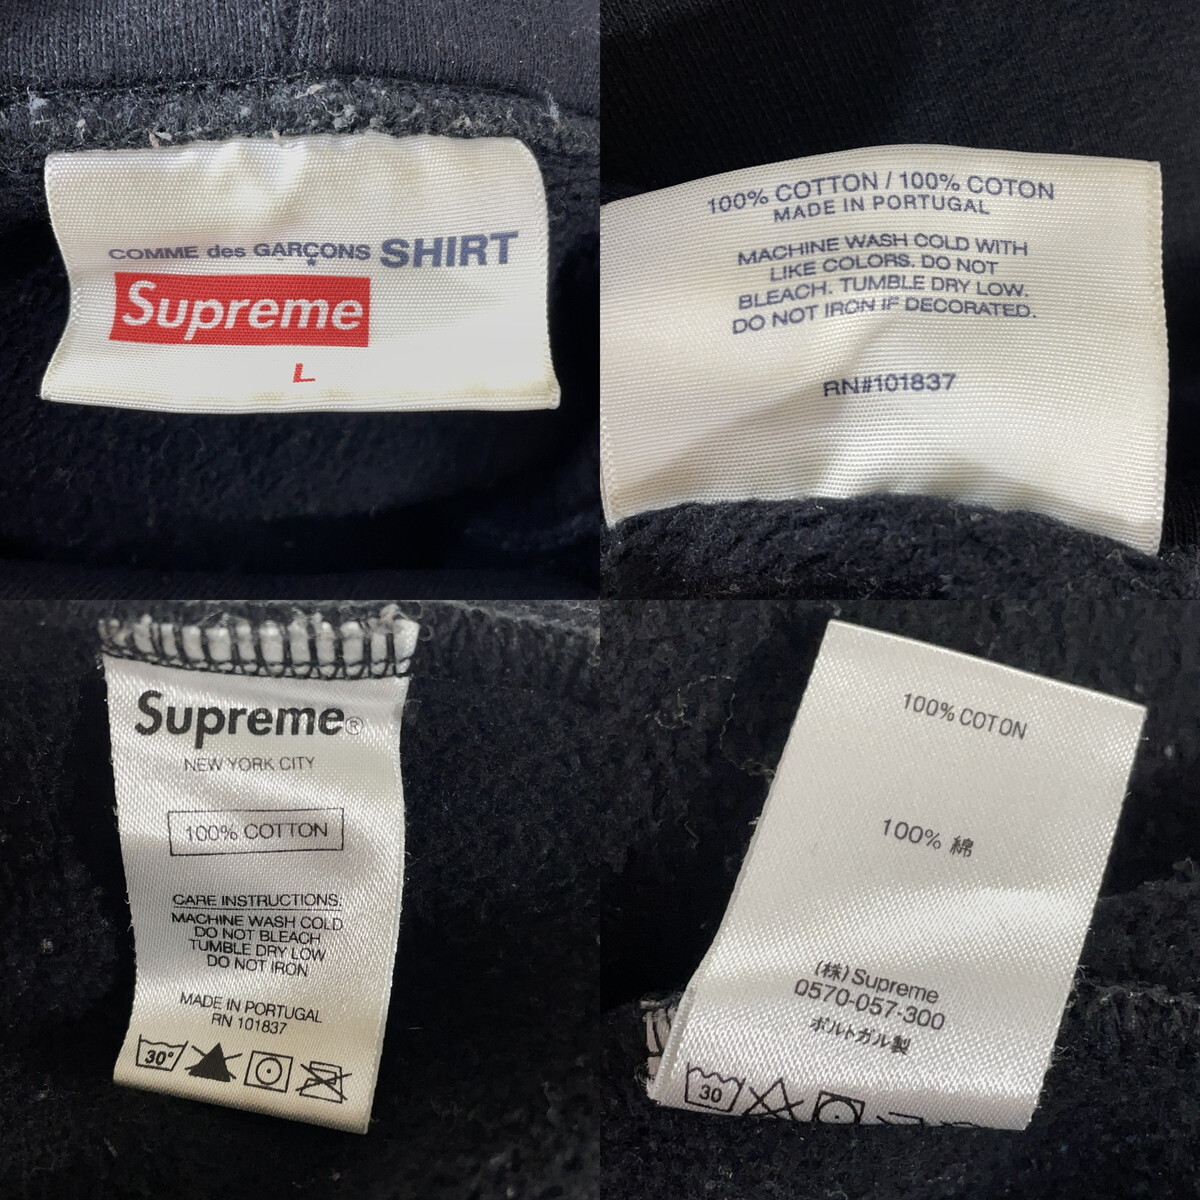 COMME des GARÇONS SHIRT
Supreme
L
100% COTTON / 100% COTON
MADE IN PORTUGAL
MACHINE WASH COLD WITH
LIKE COLORS. DO NOT
BLEACH. TUMBLE DRY LOW.
DO NOT IRON IF DECORATED.
RN#101837
Supreme®
NEW YORK CITY
100% COTTON
CARE INSTRUCTIONS:
MACHINE WASH COLD
DO NOT BLEACH
TUMBLE DRY LOW
DO NOT IRON
MADE IN PORTUGAL
RN 101837
30°
100% COTON
100% 綿
(株)Supreme
0570-057-300
ポルトガル製
30